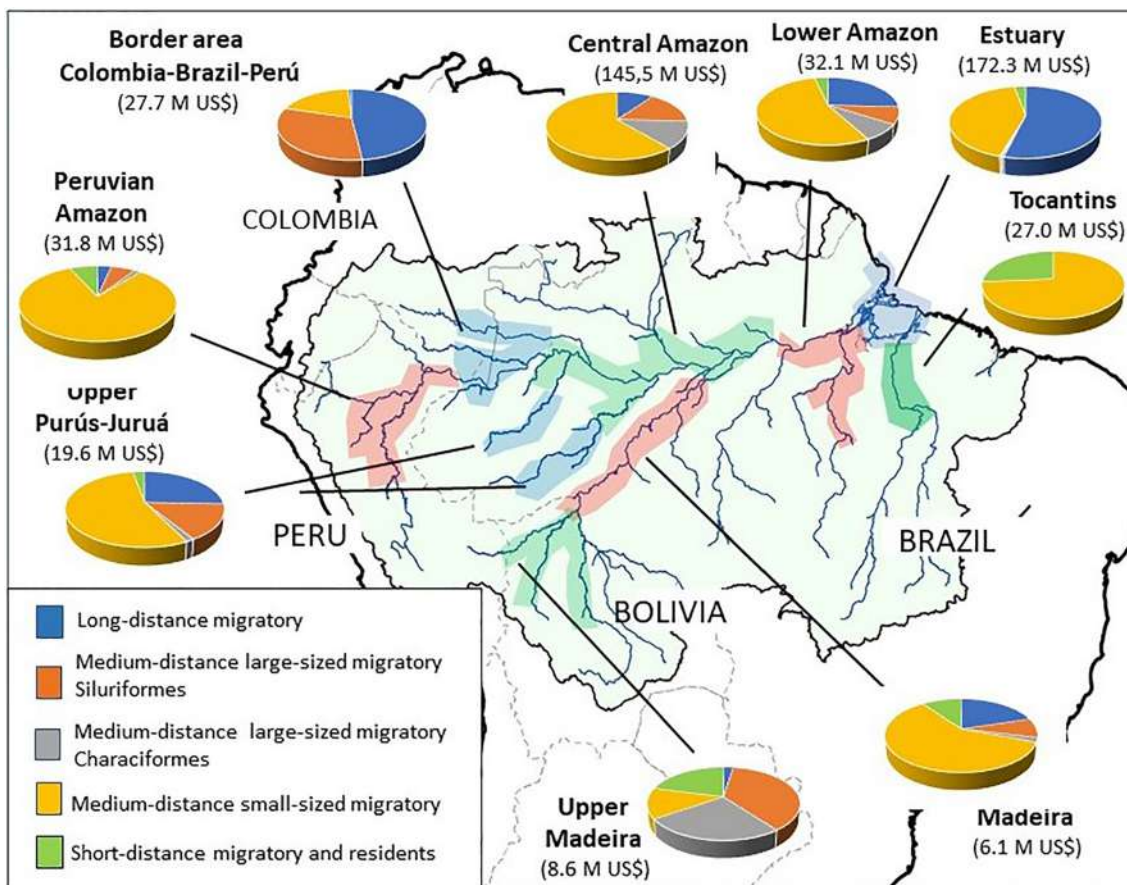 Border area
Colombia-Brazil-Perú
(27.7 M US$)
Central Amazon
(145,5 M US$)
Lower Amazon
(32.1 M US$)
Estuary
(172.3 M US$)
Peruvian
Amazon
(31.8 M US$)
COLOMBIA
Tocantins
(27.0 M US$)
Upper
Purús-Juruá
(19.6 M US$)
PERU
BRAZIL
BOLIVIA
Long-distance migratory
Medium-distance large-sized migratory
Siluriformes
Medium-distance large-sized migratory
Characiformes
Medium-distance small-sized migratory
Short-distance migratory and residents
Upper
Madeira
(8.6 M US$)
Madeira
(6.1 M US$)